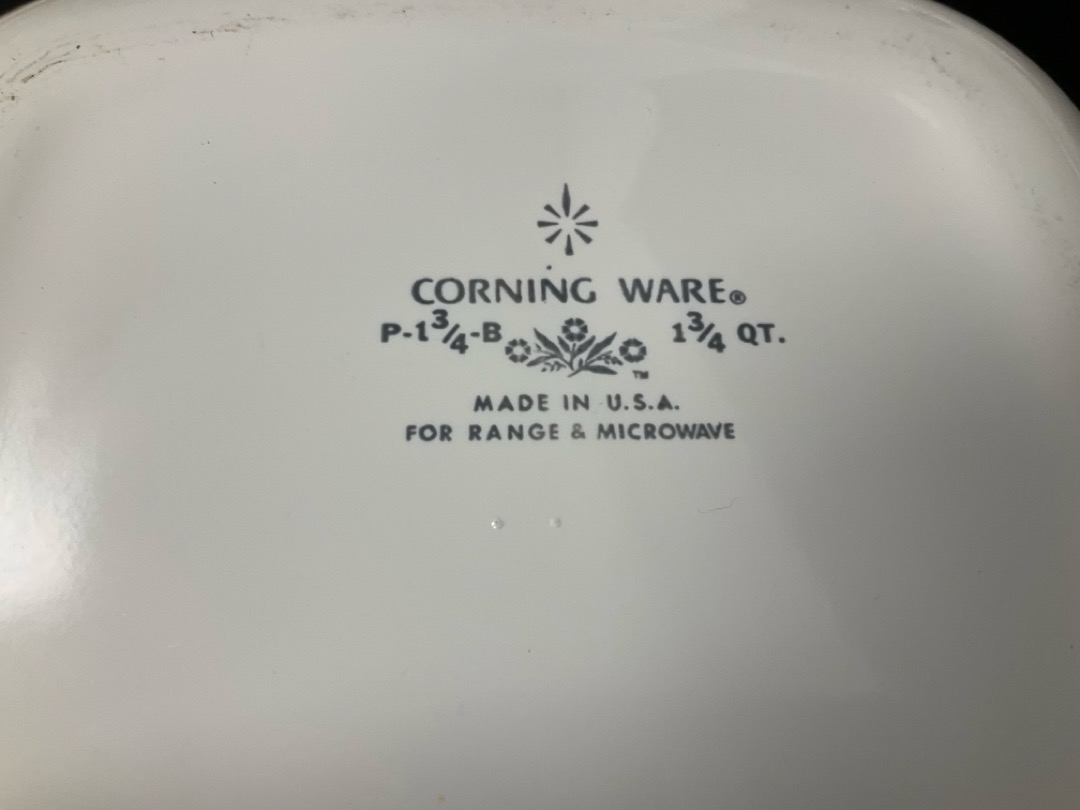 CORNING WARE®
P-1¾-B 1¾ QT.
TM
MADE IN U.S.A.
FOR RANGE & MICROWAVE